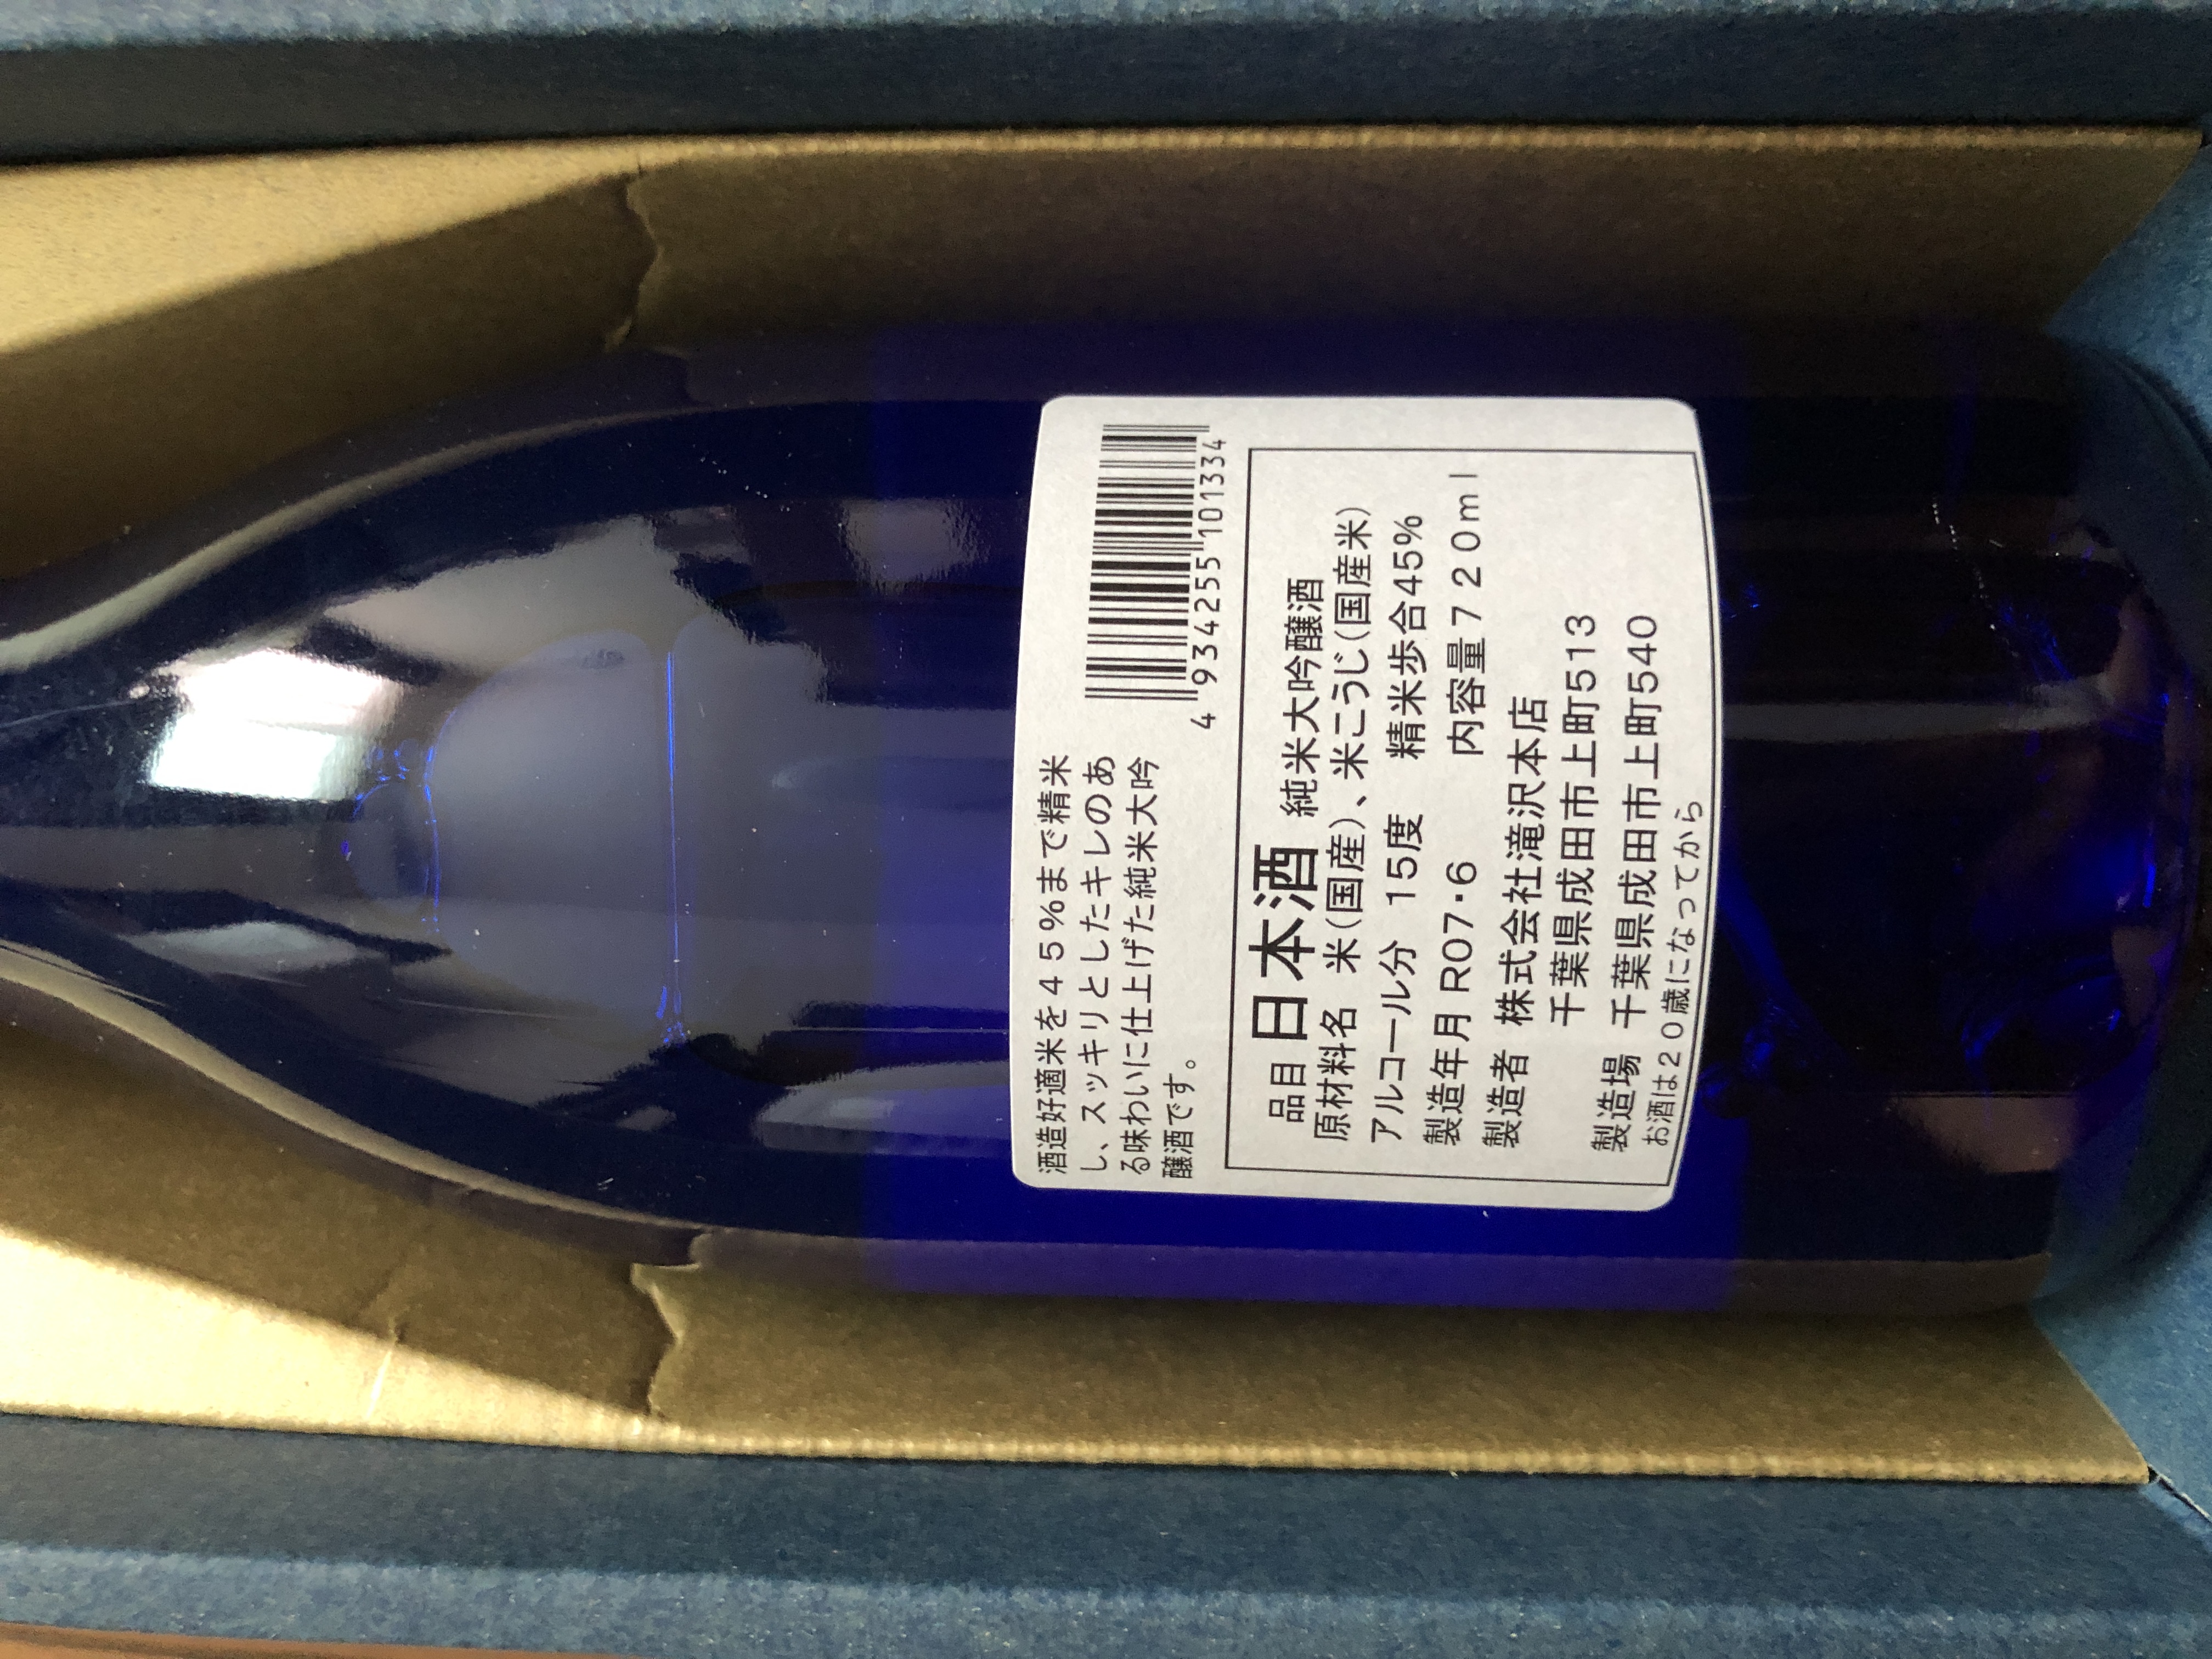 酒造好適米を45%まで精米
し、スッキリとしたキレのあ
る味わいに仕上げた純米大吟
醸酒です。
4 934255 101334
品目 日本酒 純米大吟醸酒
原材料名 米(国産)、米こうじ(国産米)
アルコール分 15度 精米歩合45%
製造年月 R07・6 内容量720ml
製造者 株式会社滝沢本店
千葉県成田市上町513
製造場 千葉県成田市上町540
お酒は20歳になってから